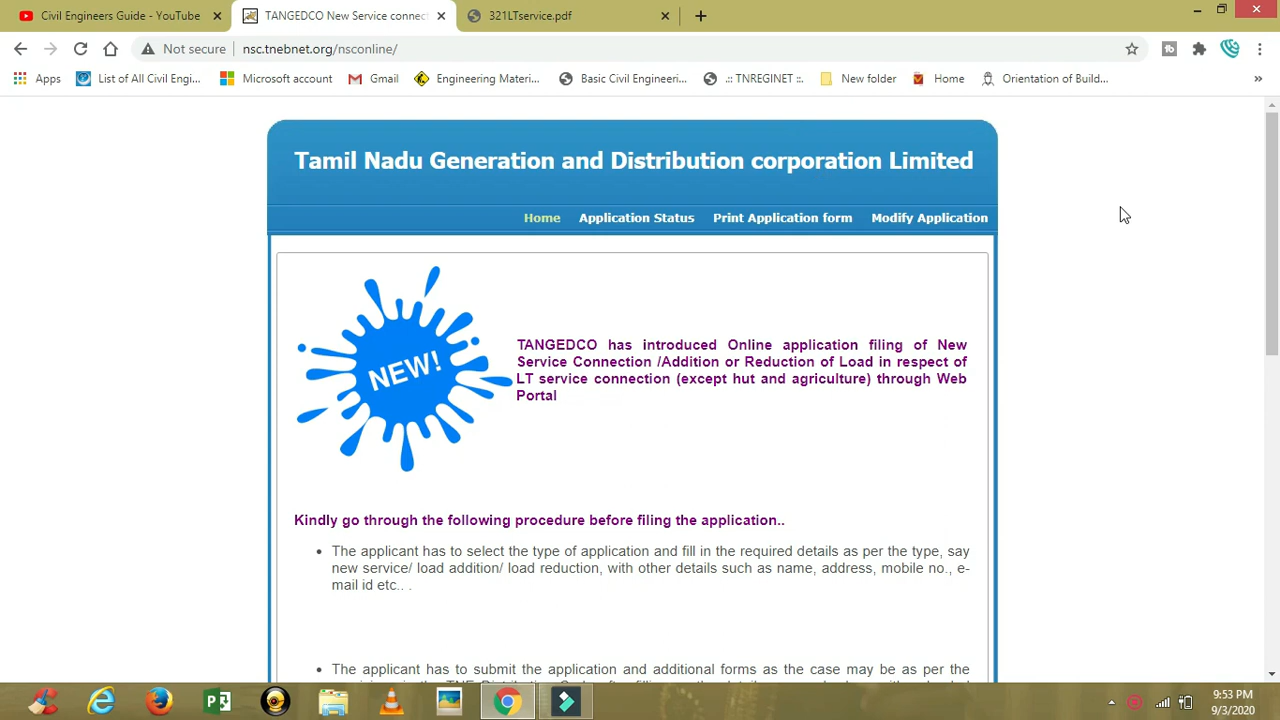 Civil Engineers Guide - YouTube
TANGEDCO New Service connect
321LTservice.pdf
Not secure
nsc.tnebnet.org/nsconline/
Apps
List of All Civil Engi...
Microsoft account
Gmail
Engineering Materi...
Basic Civil Engineeri...
.:: TNREGINET ::.
New folder
Home
Orientation of Build...
»
Tamil Nadu Generation and Distribution corporation Limited
Home
Application Status
Print Application form
Modify Application
NEW!
TANGEDCO has introduced Online application filing of New
Service Connection /Addition or Reduction of Load in respect of
LT service connection (except hut and agriculture) through Web
Portal
Kindly go through the following procedure before filing the application..
• The applicant has to select the type of application and fill in the required details as per the type, say
new service/ load addition/ load reduction, with other details such as name, address, mobile no., e-
mail id etc.. .
• The applicant has to submit the application and additional forms as the case may be as per the
9:53 PM
9/3/2020